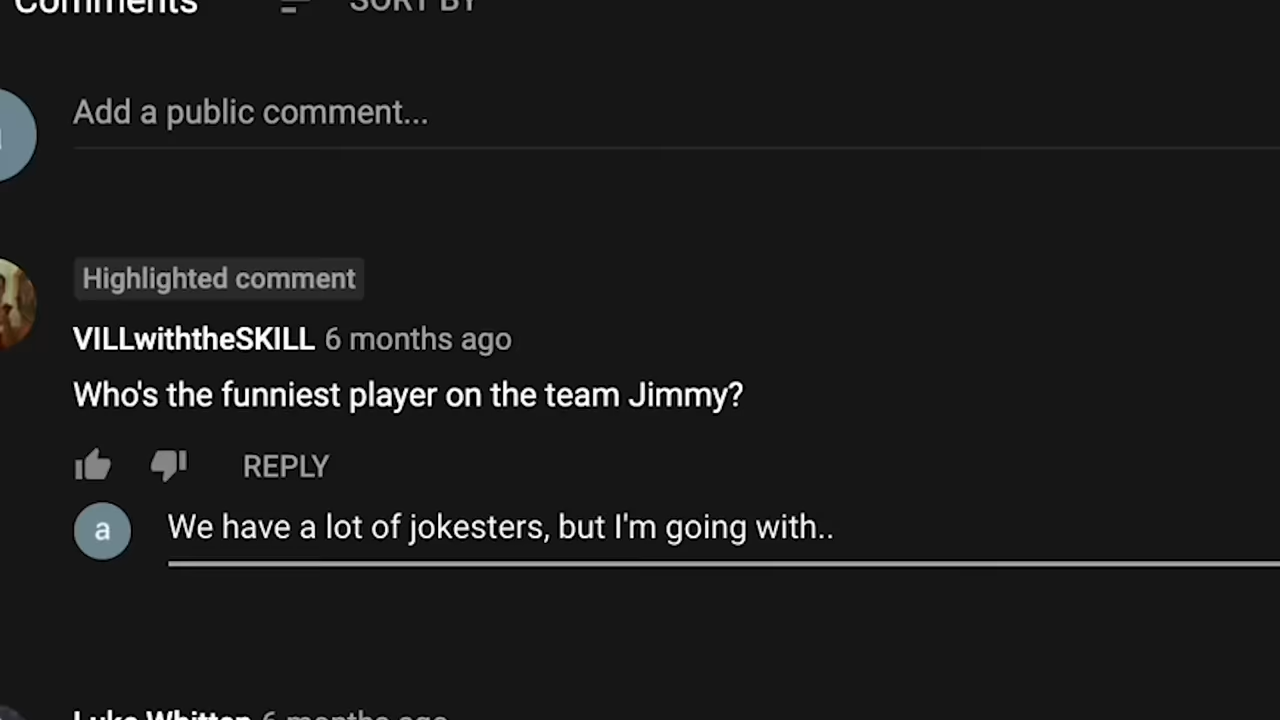 Comments SORT BY
Add a public comment...
Highlighted comment
VILLwiththeSKILL 6 months ago
Who's the funniest player on the team Jimmy?
REPLY
a We have a lot of jokesters, but I'm going with..
Luke Whitten 6 months ago